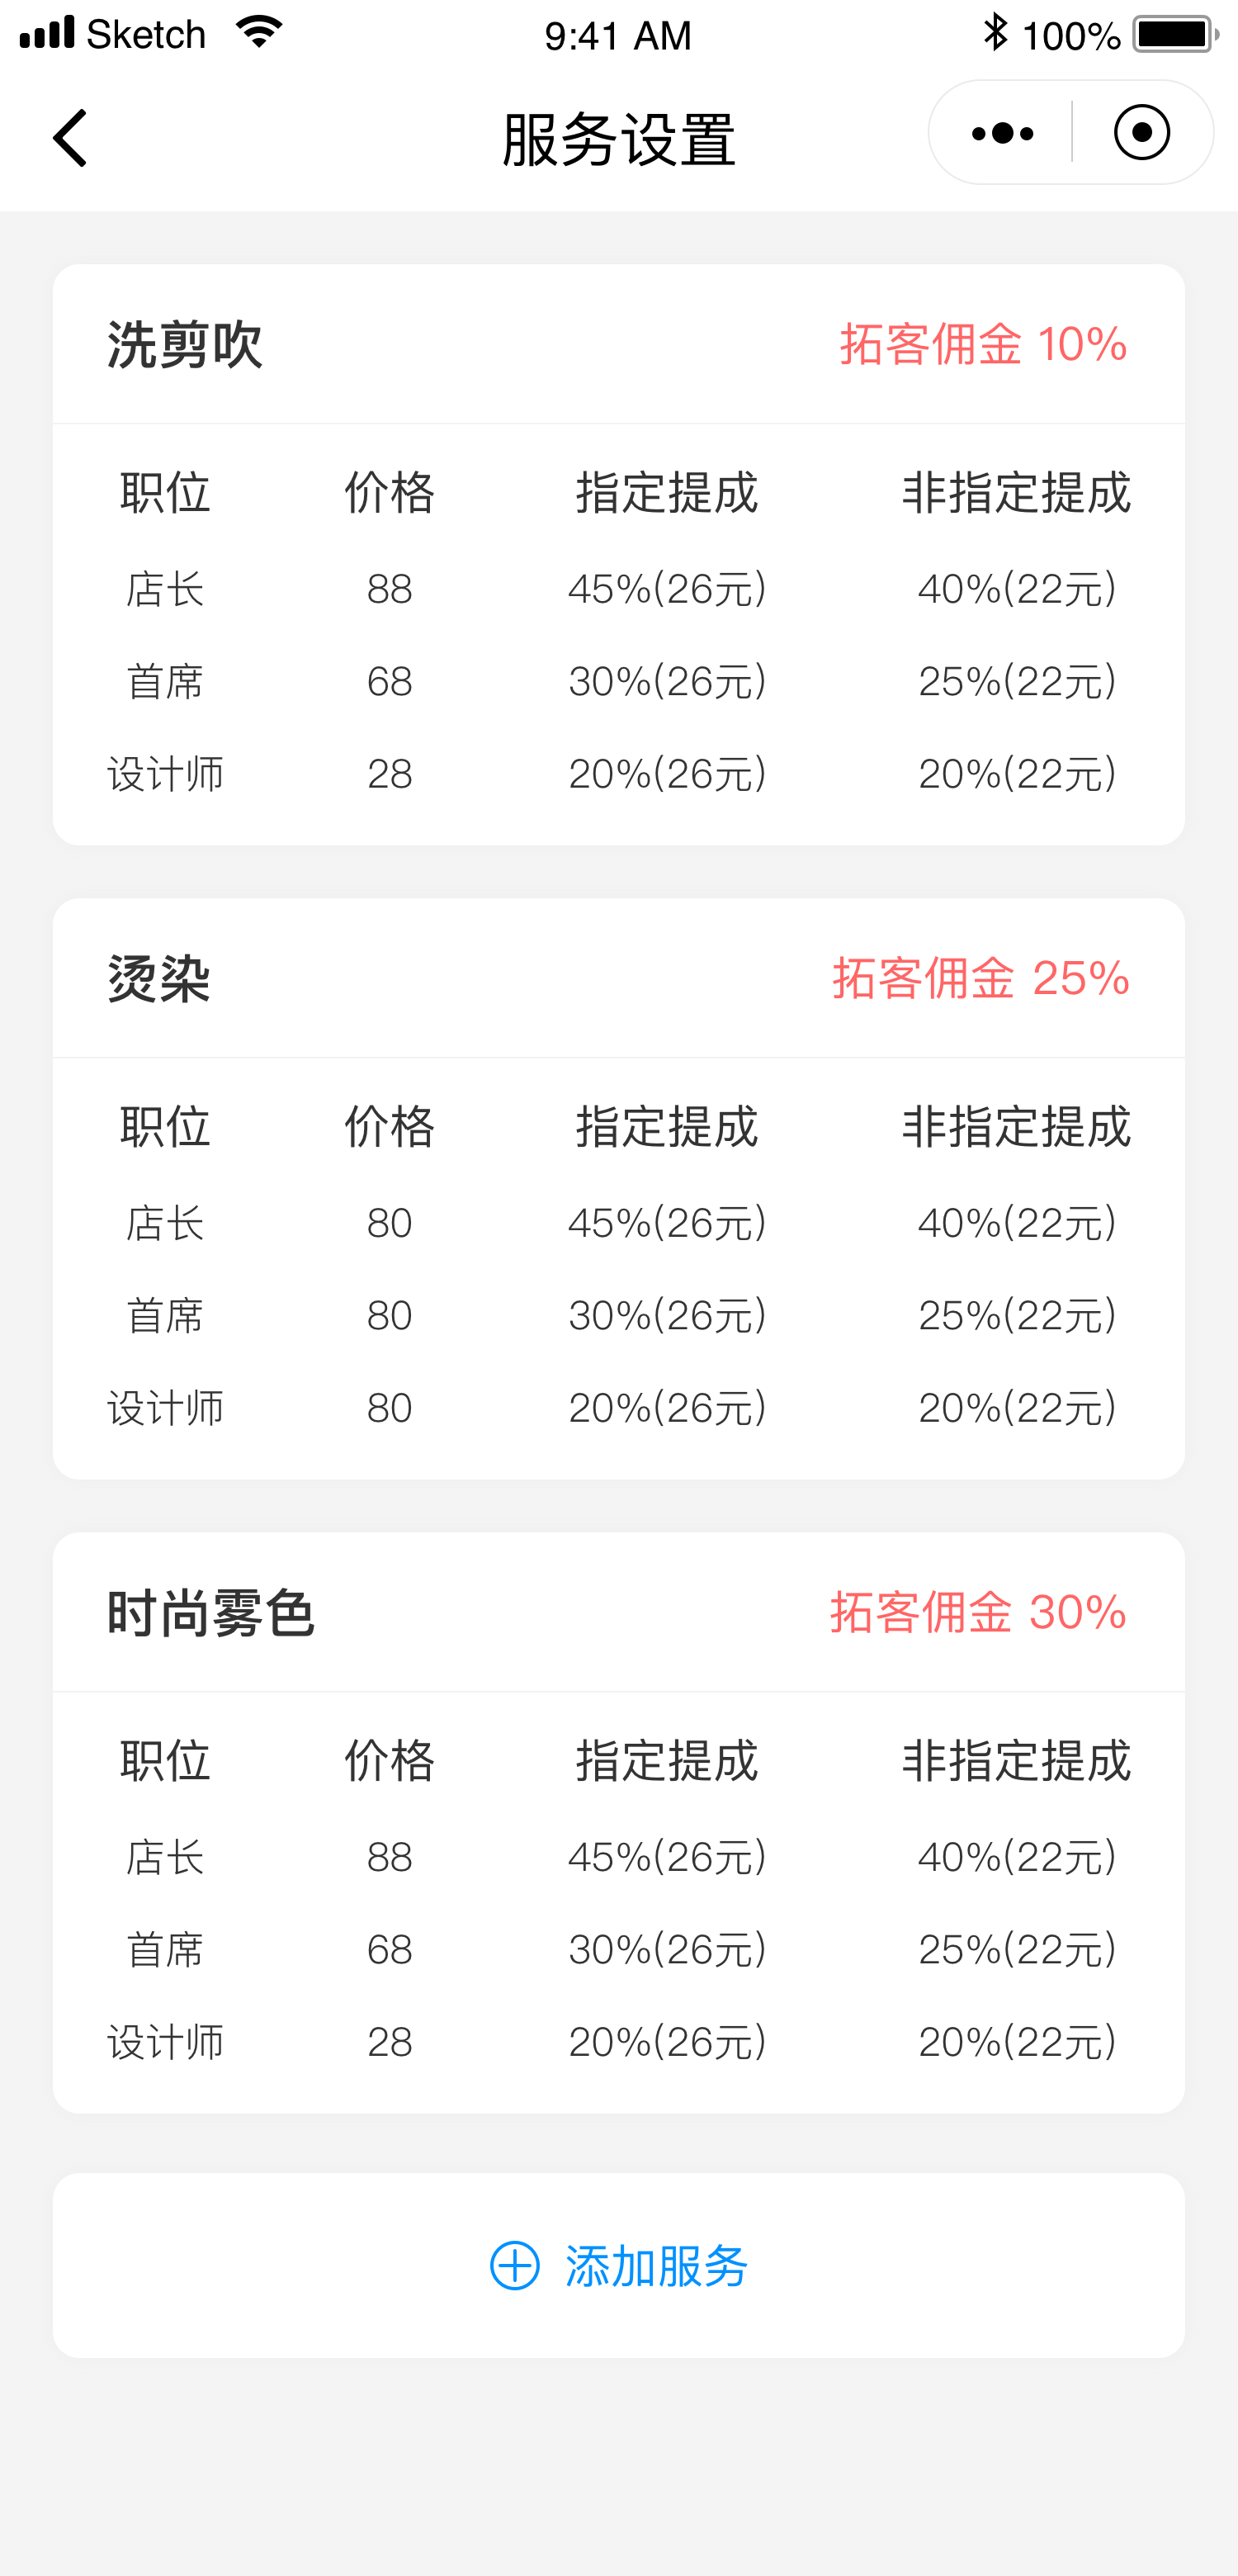 Sketch 9:41 AM 100%
服务设置
洗剪吹 拓客佣金 10%
职位 价格 指定提成 非指定提成
店长 88 45%(26元) 40%(22元)
首席 68 30%(26元) 25%(22元)
设计师 28 20%(26元) 20%(22元)
烫染 拓客佣金 25%
职位 价格 指定提成 非指定提成
店长 80 45%(26元) 40%(22元)
首席 80 30%(26元) 25%(22元)
设计师 80 20%(26元) 20%(22元)
时尚雾色 拓客佣金 30%
职位 价格 指定提成 非指定提成
店长 88 45%(26元) 40%(22元)
首席 68 30%(26元) 25%(22元)
设计师 28 20%(26元) 20%(22元)
添加服务